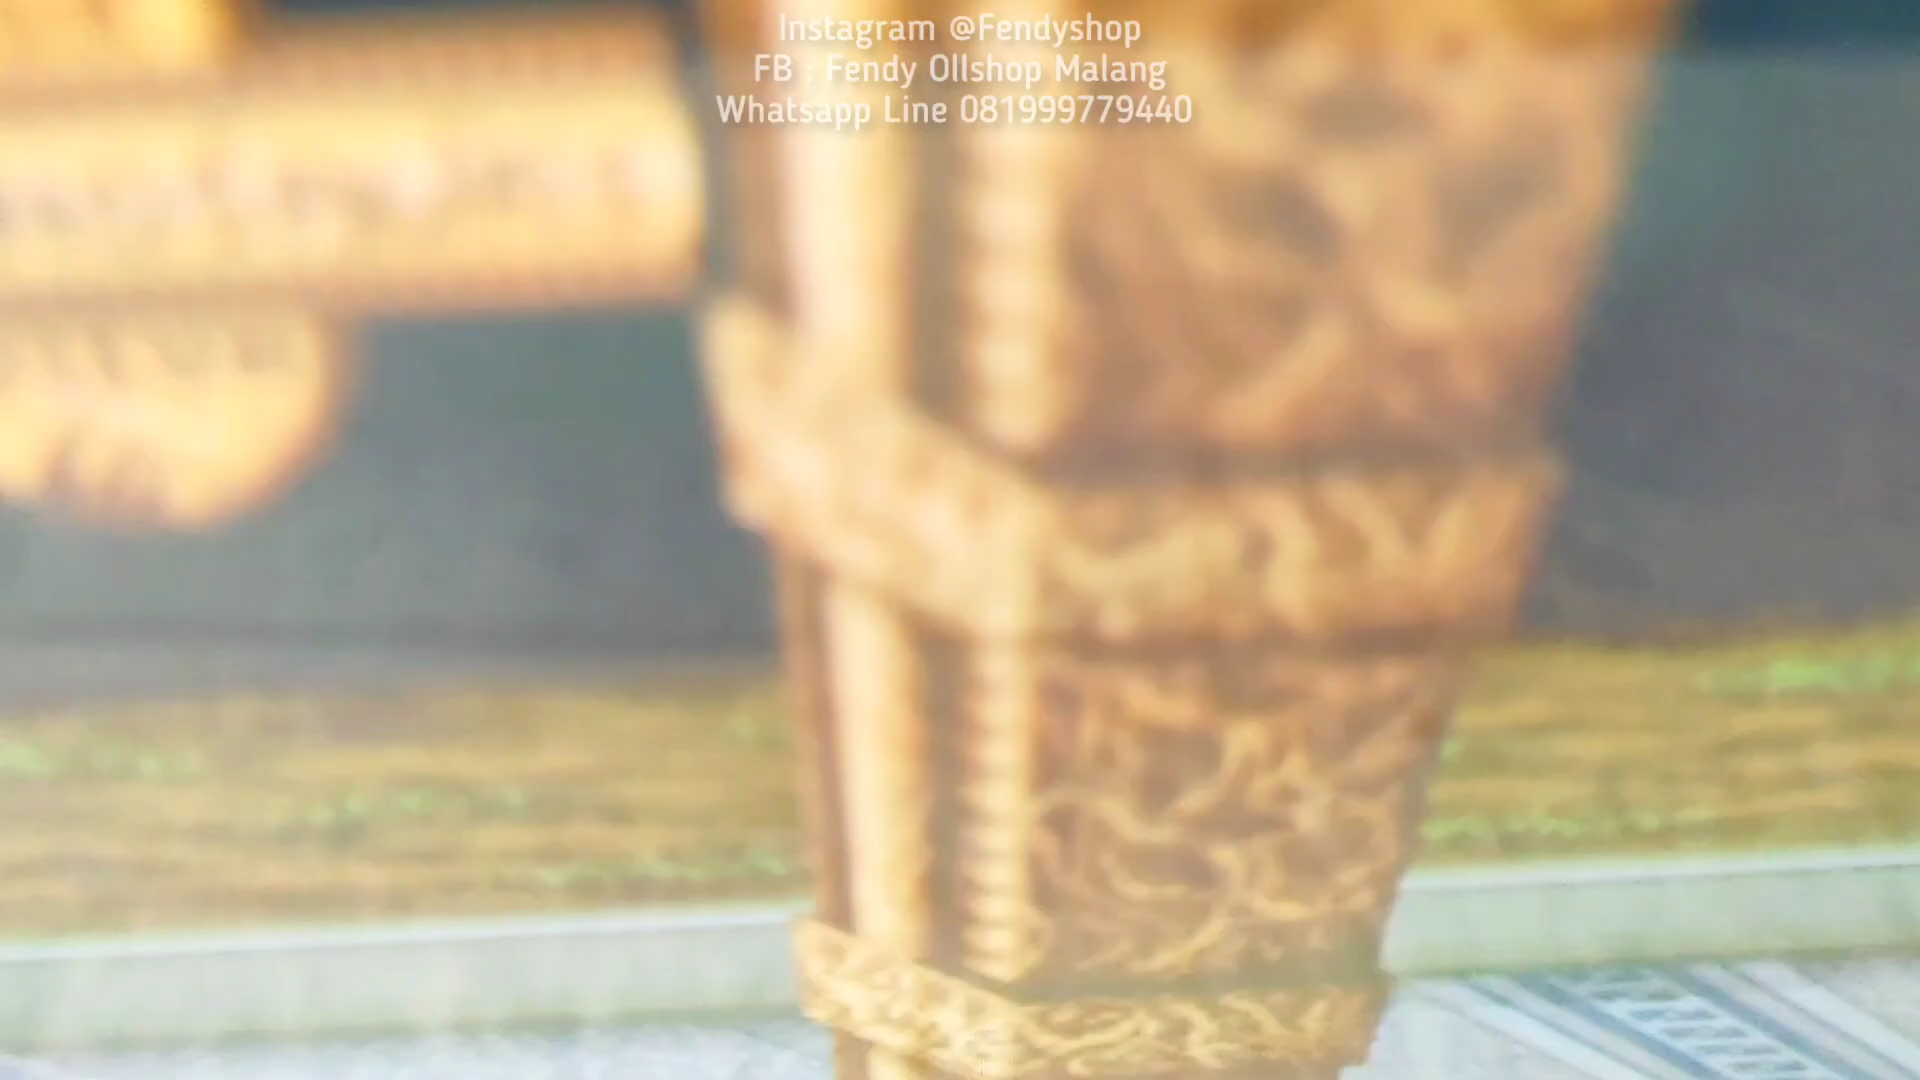 Instagram @Fendyshop
FB : Fendy Ollshop Malang
Whatsapp Line 081999779440